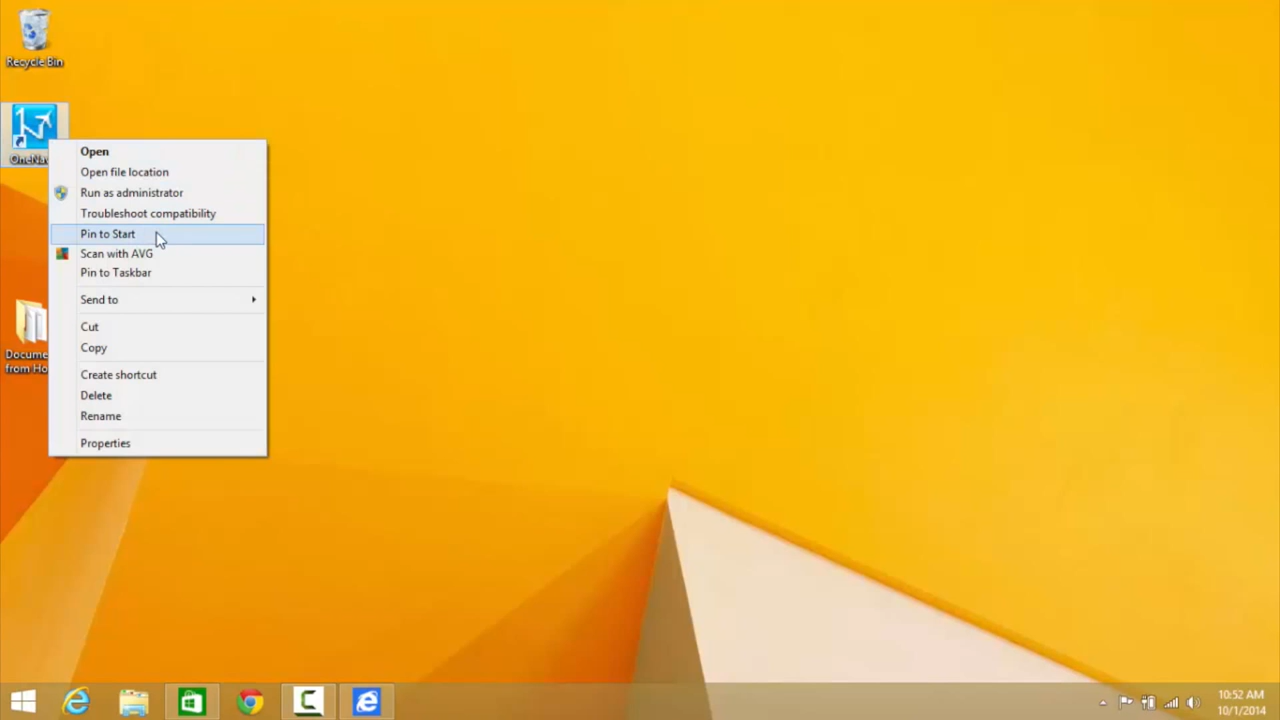 Recycle Bin
OneNa
Open
Open file location
Run as administrator
Troubleshoot compatibility
Pin to Start
Scan with AVG
Pin to Taskbar
Send to
Cut
Copy
Create shortcut
Delete
Rename
Properties
Docume
from Ho
10:52 AM
10/1/2014